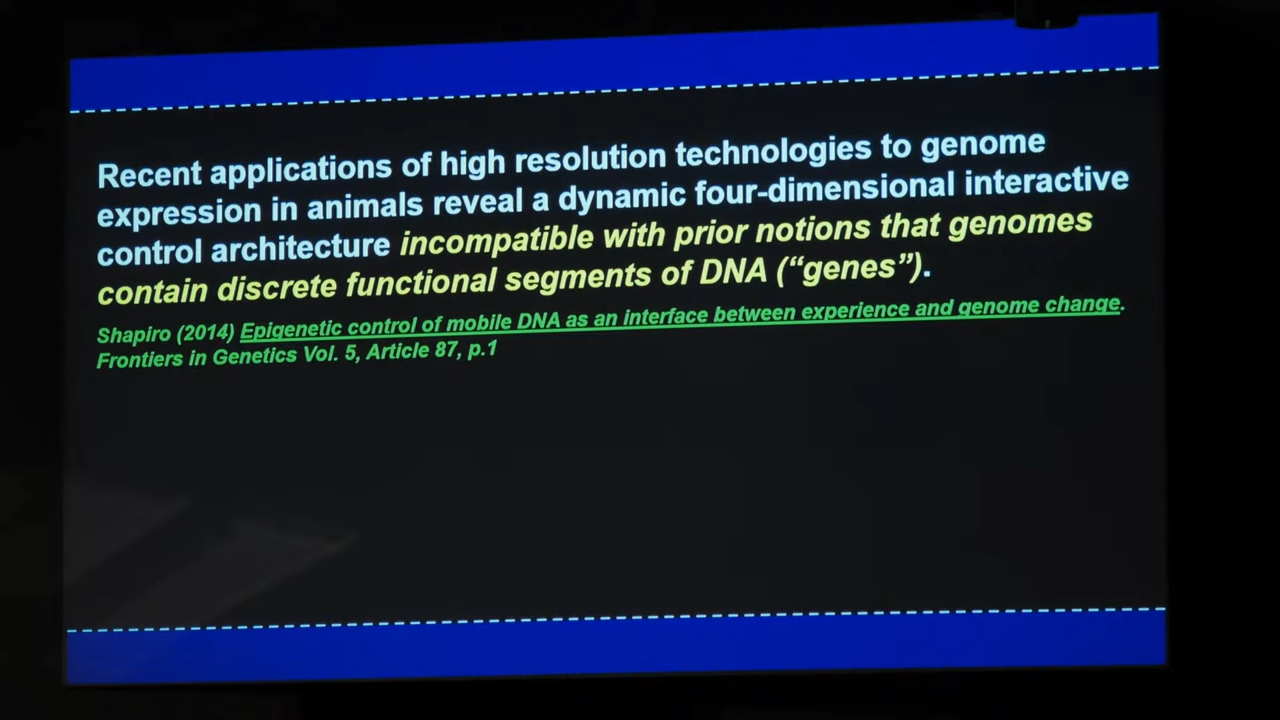 Recent applications of high resolution technologies to genome
expression in animals reveal a dynamic four-dimensional interactive
control architecture incompatible with prior notions that genomes
contain discrete functional segments of DNA (“genes”).
Shapiro (2014) Epigenetic control of mobile DNA as an interface between experience and genome change.
Frontiers in Genetics Vol. 5, Article 87, p.1